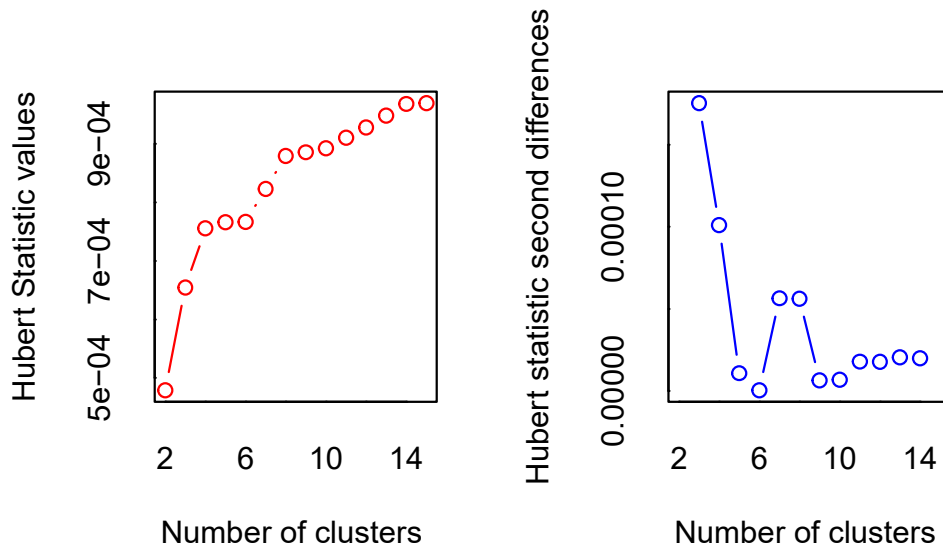 Hubert Statistic values
5e−04
7e−04
9e−04
2
6
10
14
Number of clusters
Hubert statistic second differences
0.00000
0.00010
2
6
10
14
Number of clusters